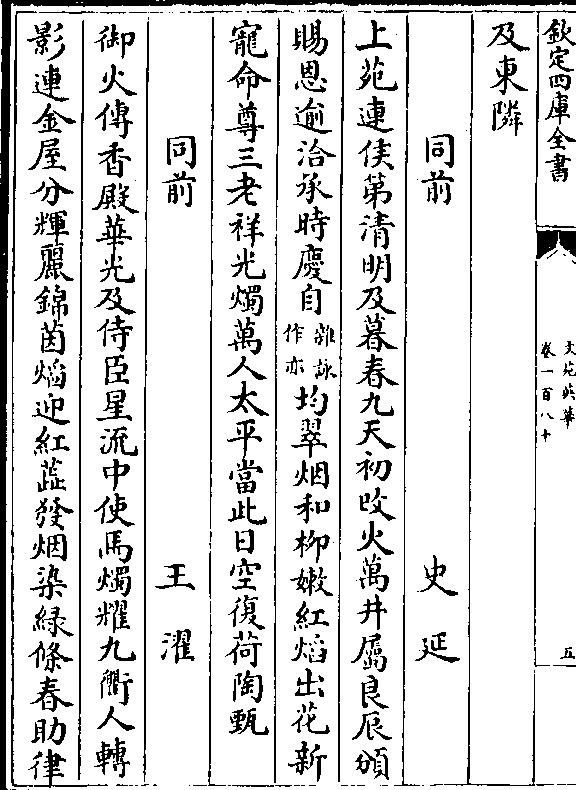 欽定四庫全書
文苑英華
卷一百八十
五
及東隣
同前 史延
上苑連侯第清明及暮春九天初改火萬井屬良辰頒
賜恩逾洽承時慶自雜詠作亦均翠烟和柳嫩紅焰出花新
寵命尊三老祥光燭萬人太平當此日空復荷陶甄
同前 王濯
御火傳香殿華光及侍臣星流中使馬燭耀九衢人轉
影連金屋分輝麗錦茵焰迎紅蘂發烟染緑條春助律